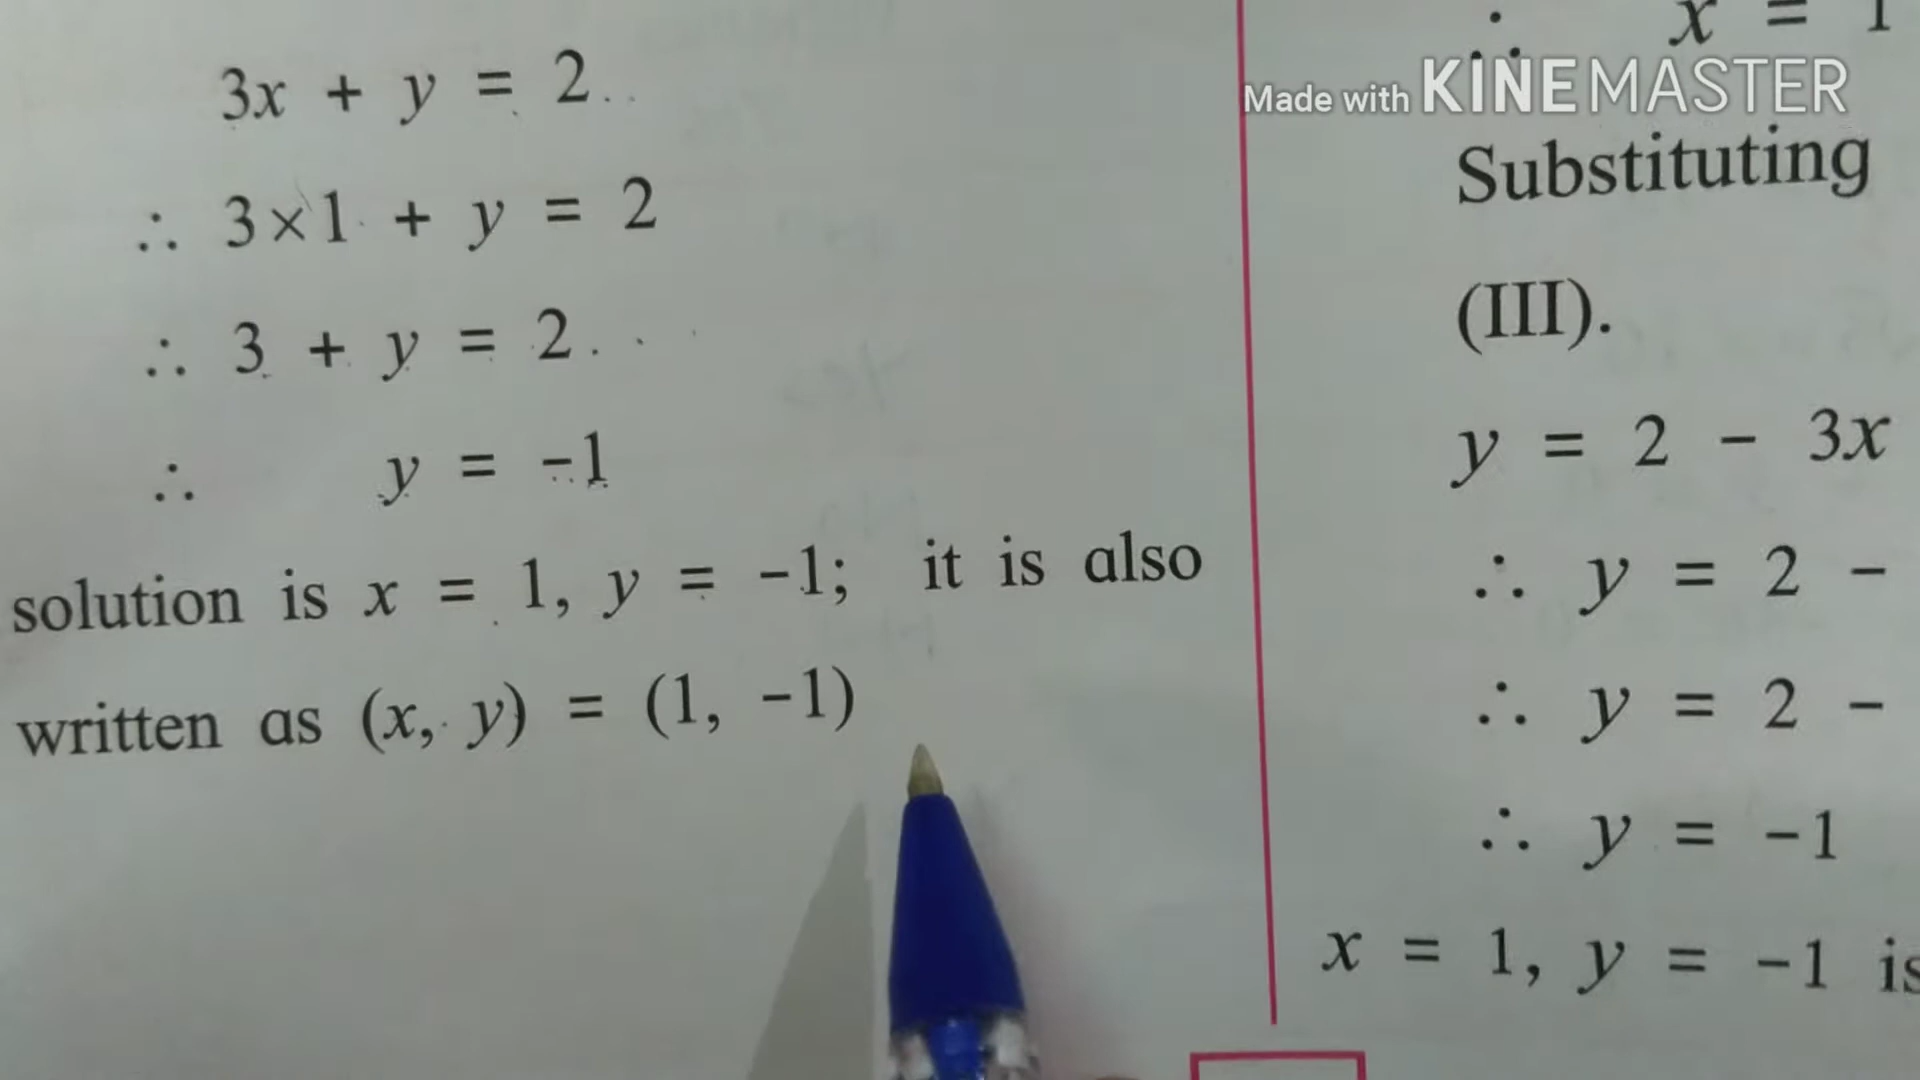 3x + y = 2
∴ 3×1 + y = 2
∴ 3 + y = 2
∴ y = -1
solution is x = 1, y = -1; it is also
written as (x, y) = (1, -1)
∴ x = 1
Made with KINEMASTER
Substituting
(III).
y = 2 - 3x
∴ y = 2 -
∴ y = 2 -
∴ y = -1
x = 1, y = -1 is